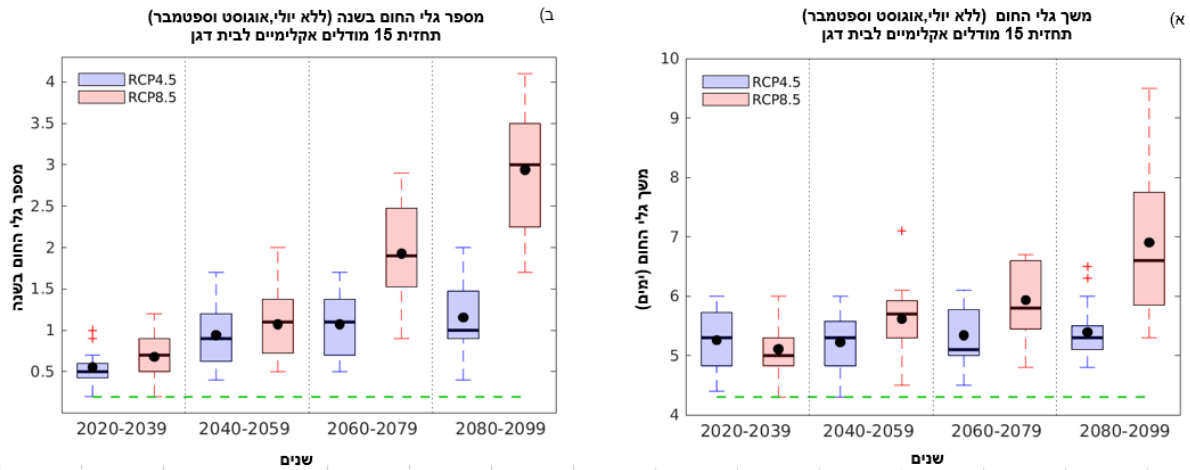 א)
משך גלי החום (ללא יולי,אוגוסט וספטמבר)
תחזית 15 מודלים אקלימיים לבית דגן
RCP4.5
RCP8.5
משך גלי החום (ימים)
10
9
8
7
6
5
4
2020-2039 2040-2059 2060-2079 2080-2099
שנים
ב)
מספר גלי החום בשנה (ללא יולי,אוגוסט וספטמבר)
תחזית 15 מודלים אקלימיים לבית דגן
RCP4.5
RCP8.5
מספר גלי החום בשנה
4
3.5
3
2.5
2
1.5
1
0.5
2020-2039 2040-2059 2060-2079 2080-2099
שנים